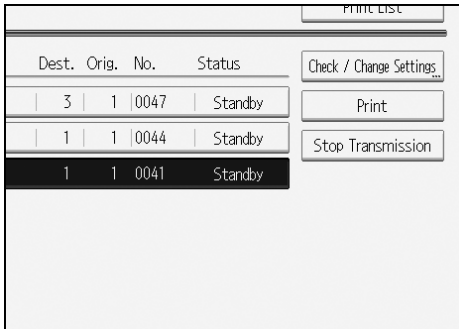 Print List
Dest. Orig. No. Status
Check / Change Settings...
3 1 0047 Standby
Print
1 1 0044 Standby
Stop Transmission
1 1 0041 Standby